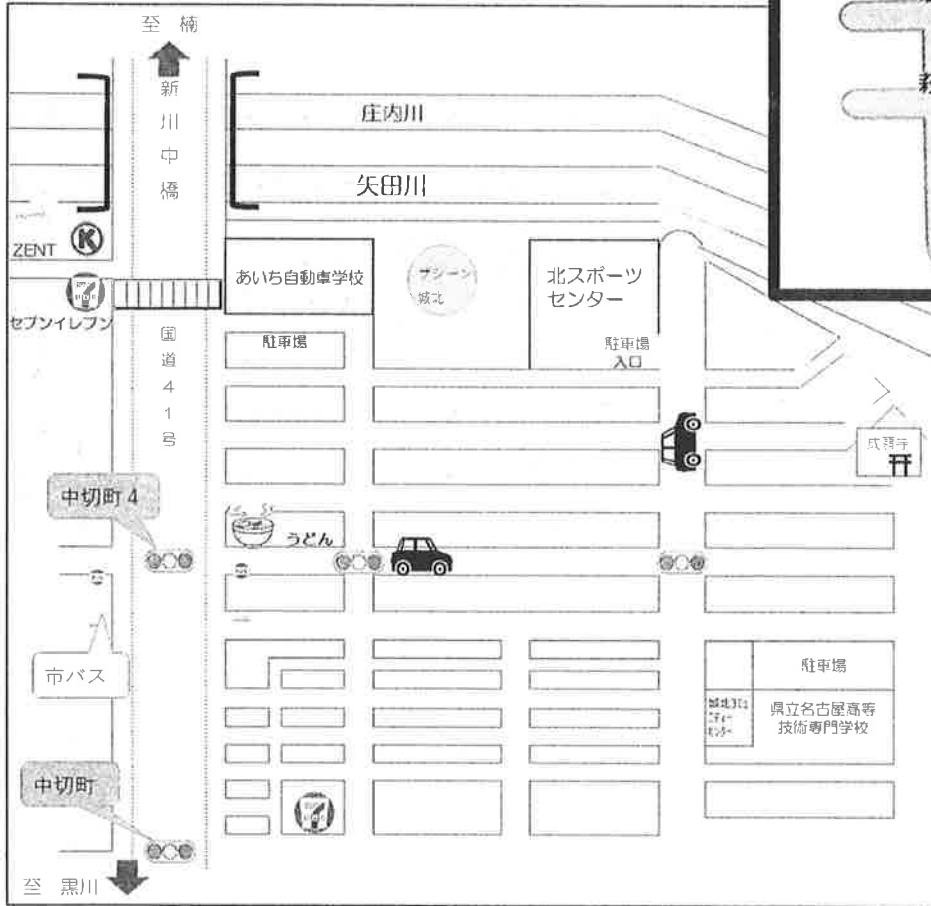 至 楠
新川中橋
庄内川
矢田川
ZENT
K
セブンイレブン
あいち自動車学校
城北
北スポーツ
センター
駐車場
駐車場
入口
国道41号
中切町4
うどん
市バス
駐車場
県立名古屋高等
技術専門学校
中切町
至 黒川